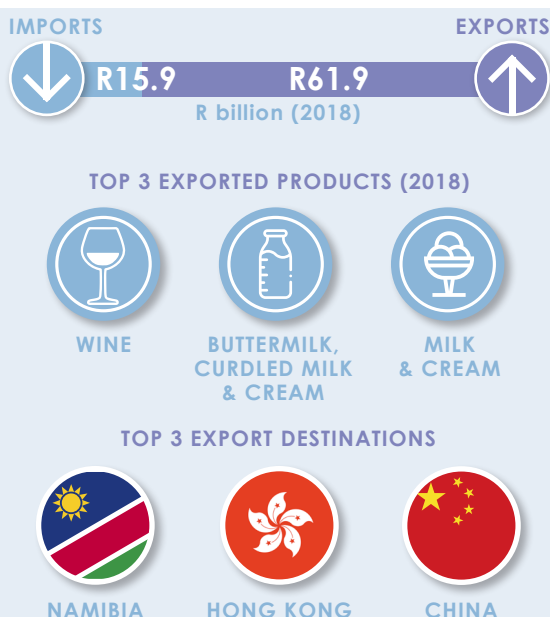 IMPORTS EXPORTS
R15.9 R61.9
R billion (2018)
TOP 3 EXPORTED PRODUCTS (2018)
WINE
BUTTERMILK,
CURDLED MILK
& CREAM
MILK
& CREAM
TOP 3 EXPORT DESTINATIONS
NAMIBIA HONG KONG CHINA